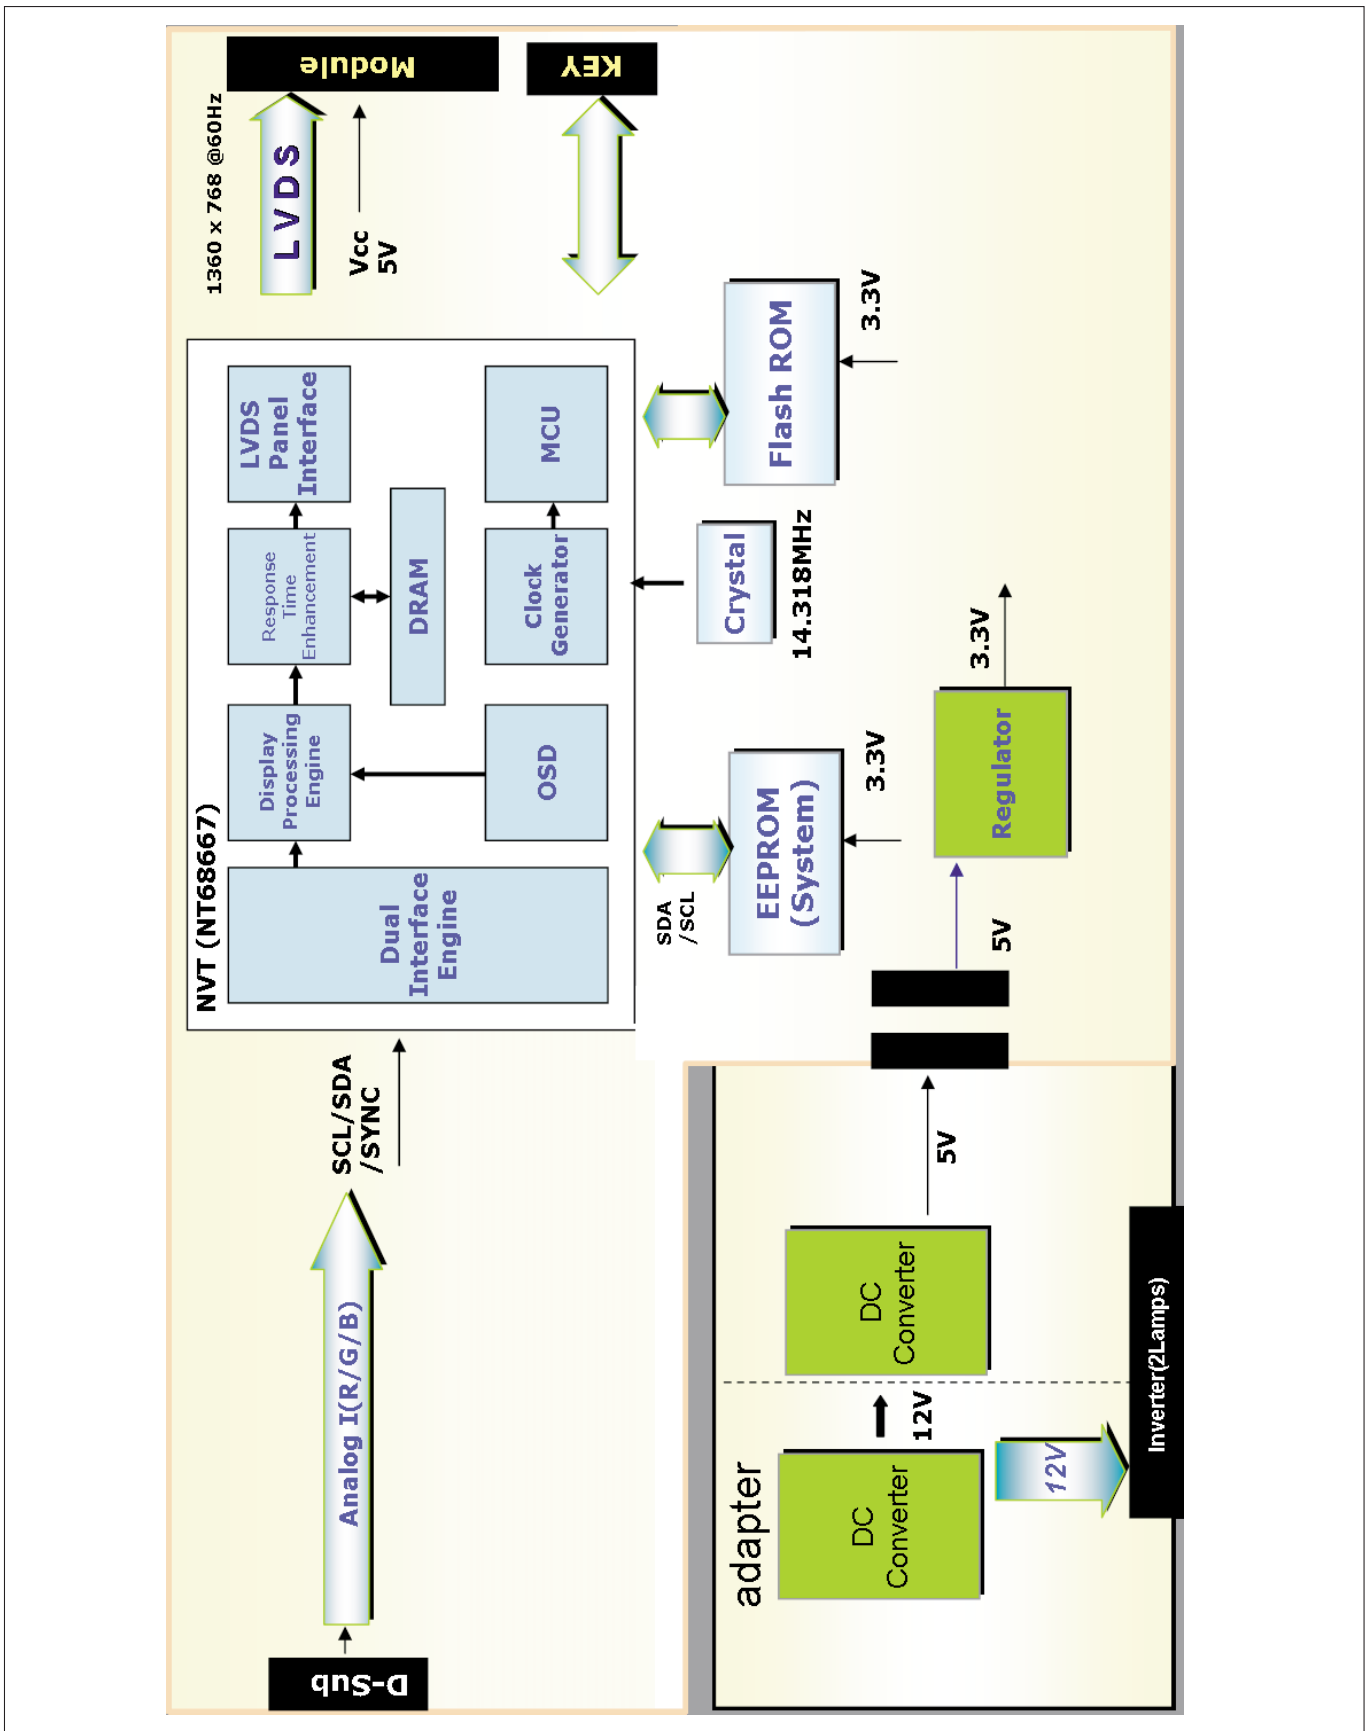 Module
KEY
1360 x 768 @60Hz
LVDS
Vcc
5V
NVT (NT68667)
LVDS
Panel
Interface
Response
Time
Enhancement
Display
Processing
Engine
Dual
Interface
Engine
DRAM
MCU
Clock
Generator
OSD
Flash ROM
3.3V
Crystal
14.318MHz
SDA
/SCL
EEPROM
(System)
3.3V
Regulator
3.3V
5V
SCL/SDA
/SYNC
Analog I(R/G/B)
D-Sub
5V
DC
Converter
12V
adapter
DC
Converter
12V
Inverter(2Lamps)